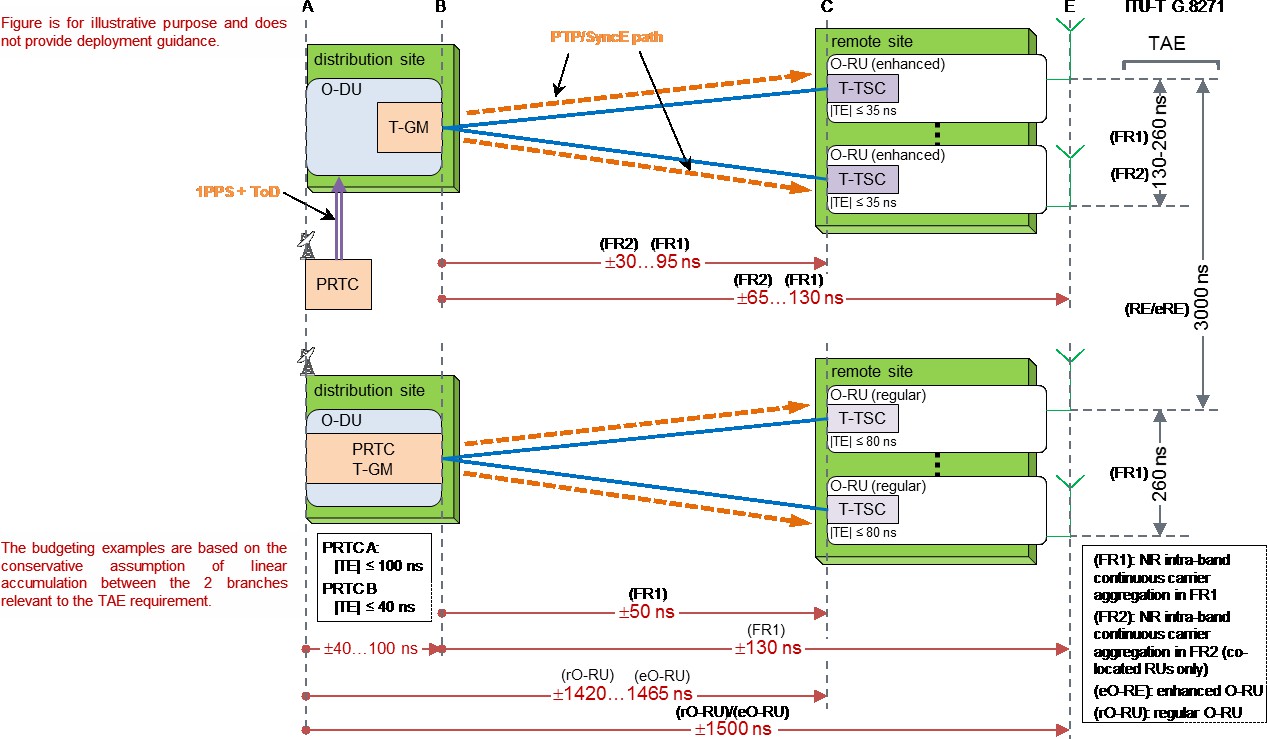 A
B
C
E
ITU-T G.8271
Figure is for illustrative purpose and does
not provide deployment guidance.
TAE
PTP/SyncE path
distribution site
O-DU
T-GM
remote site
O-RU (enhanced)
T-TSC
|TE| ≤ 35 ns
O-RU (enhanced)
T-TSC
|TE| ≤ 35 ns
(FR1)
(FR2)
130-260 ns
1PPS + ToD
PRTC
(FR2) (FR1)
±30…95 ns
(FR2) (FR1)
±65…130 ns
(RE/eRE)
3000 ns
distribution site
O-DU
PRTC
T-GM
remote site
O-RU (regular)
T-TSC
|TE| ≤ 80 ns
O-RU (regular)
T-TSC
|TE| ≤ 80 ns
(FR1)
260 ns
The budgeting examples are based on the
conservative assumption of linear
accumulation between the 2 branches
relevant to the TAE requirement.
PRTC A:
|TE| ≤ 100 ns
PRTC B
|TE| ≤ 40 ns
(FR1)
±50 ns
±40…100 ns
(FR1)
±130 ns
(rO-RU) (eO-RU)
±1420…1465 ns
(rO-RU)/(eO-RU)
±1500 ns
(FR1): NR intra-band
continuous carrier
aggregation in FR1
(FR2): NR intra-band
continuous carrier
aggregation in FR2 (co-
located RUs only)
(eO-RE): enhanced O-RU
(rO-RU): regular O-RU